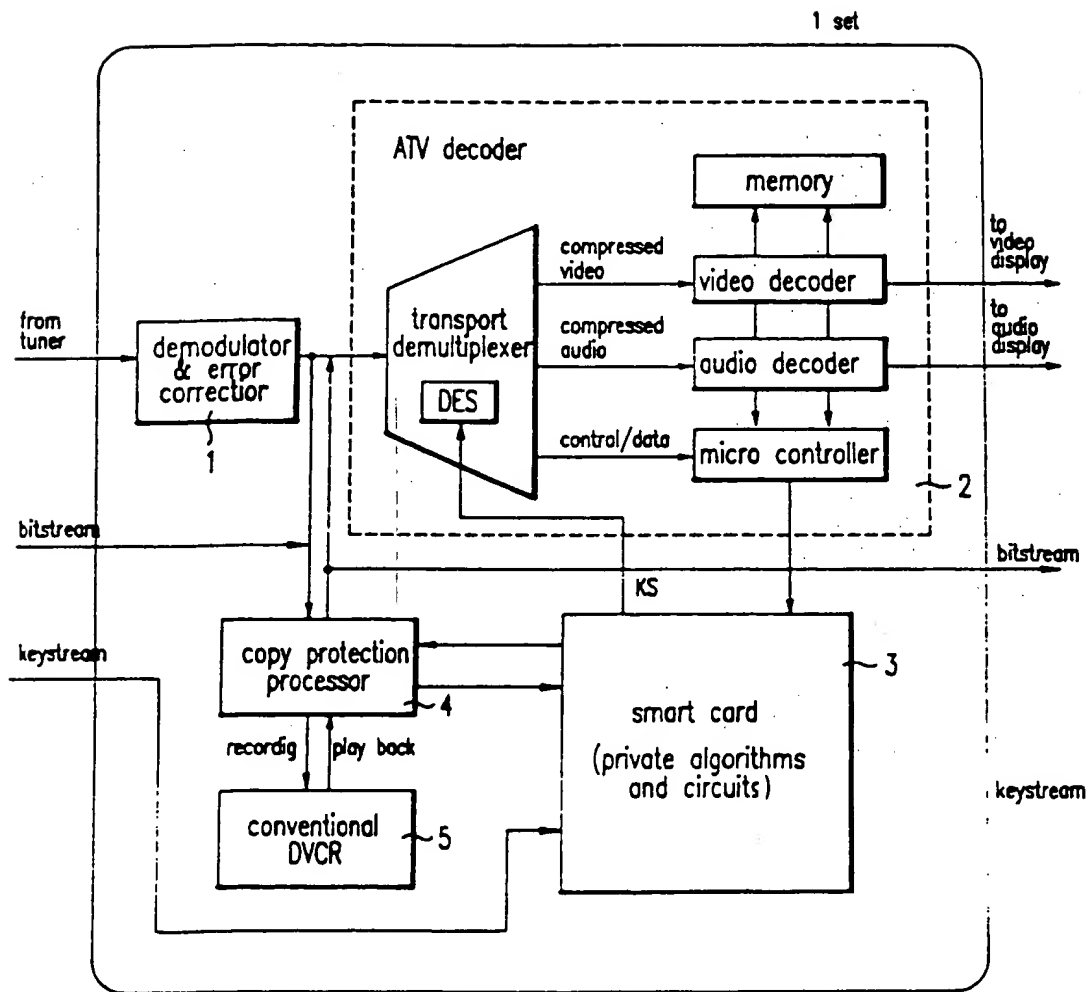 1 set
ATV decoder
memory
compressed
video
video decoder
to
video
display
from
tuner
demodulator
& error
correctior
1
transport
demultiplexer
DES
compressed
audio
audio decoder
to
audio
display
control/data
micro controller
2
bitstream
bitstream
KS
keystream
copy protection
processor
4
smart card
(private algorithms
and circuits)
3
recordig
play back
conventional
DVCR
5
keystream